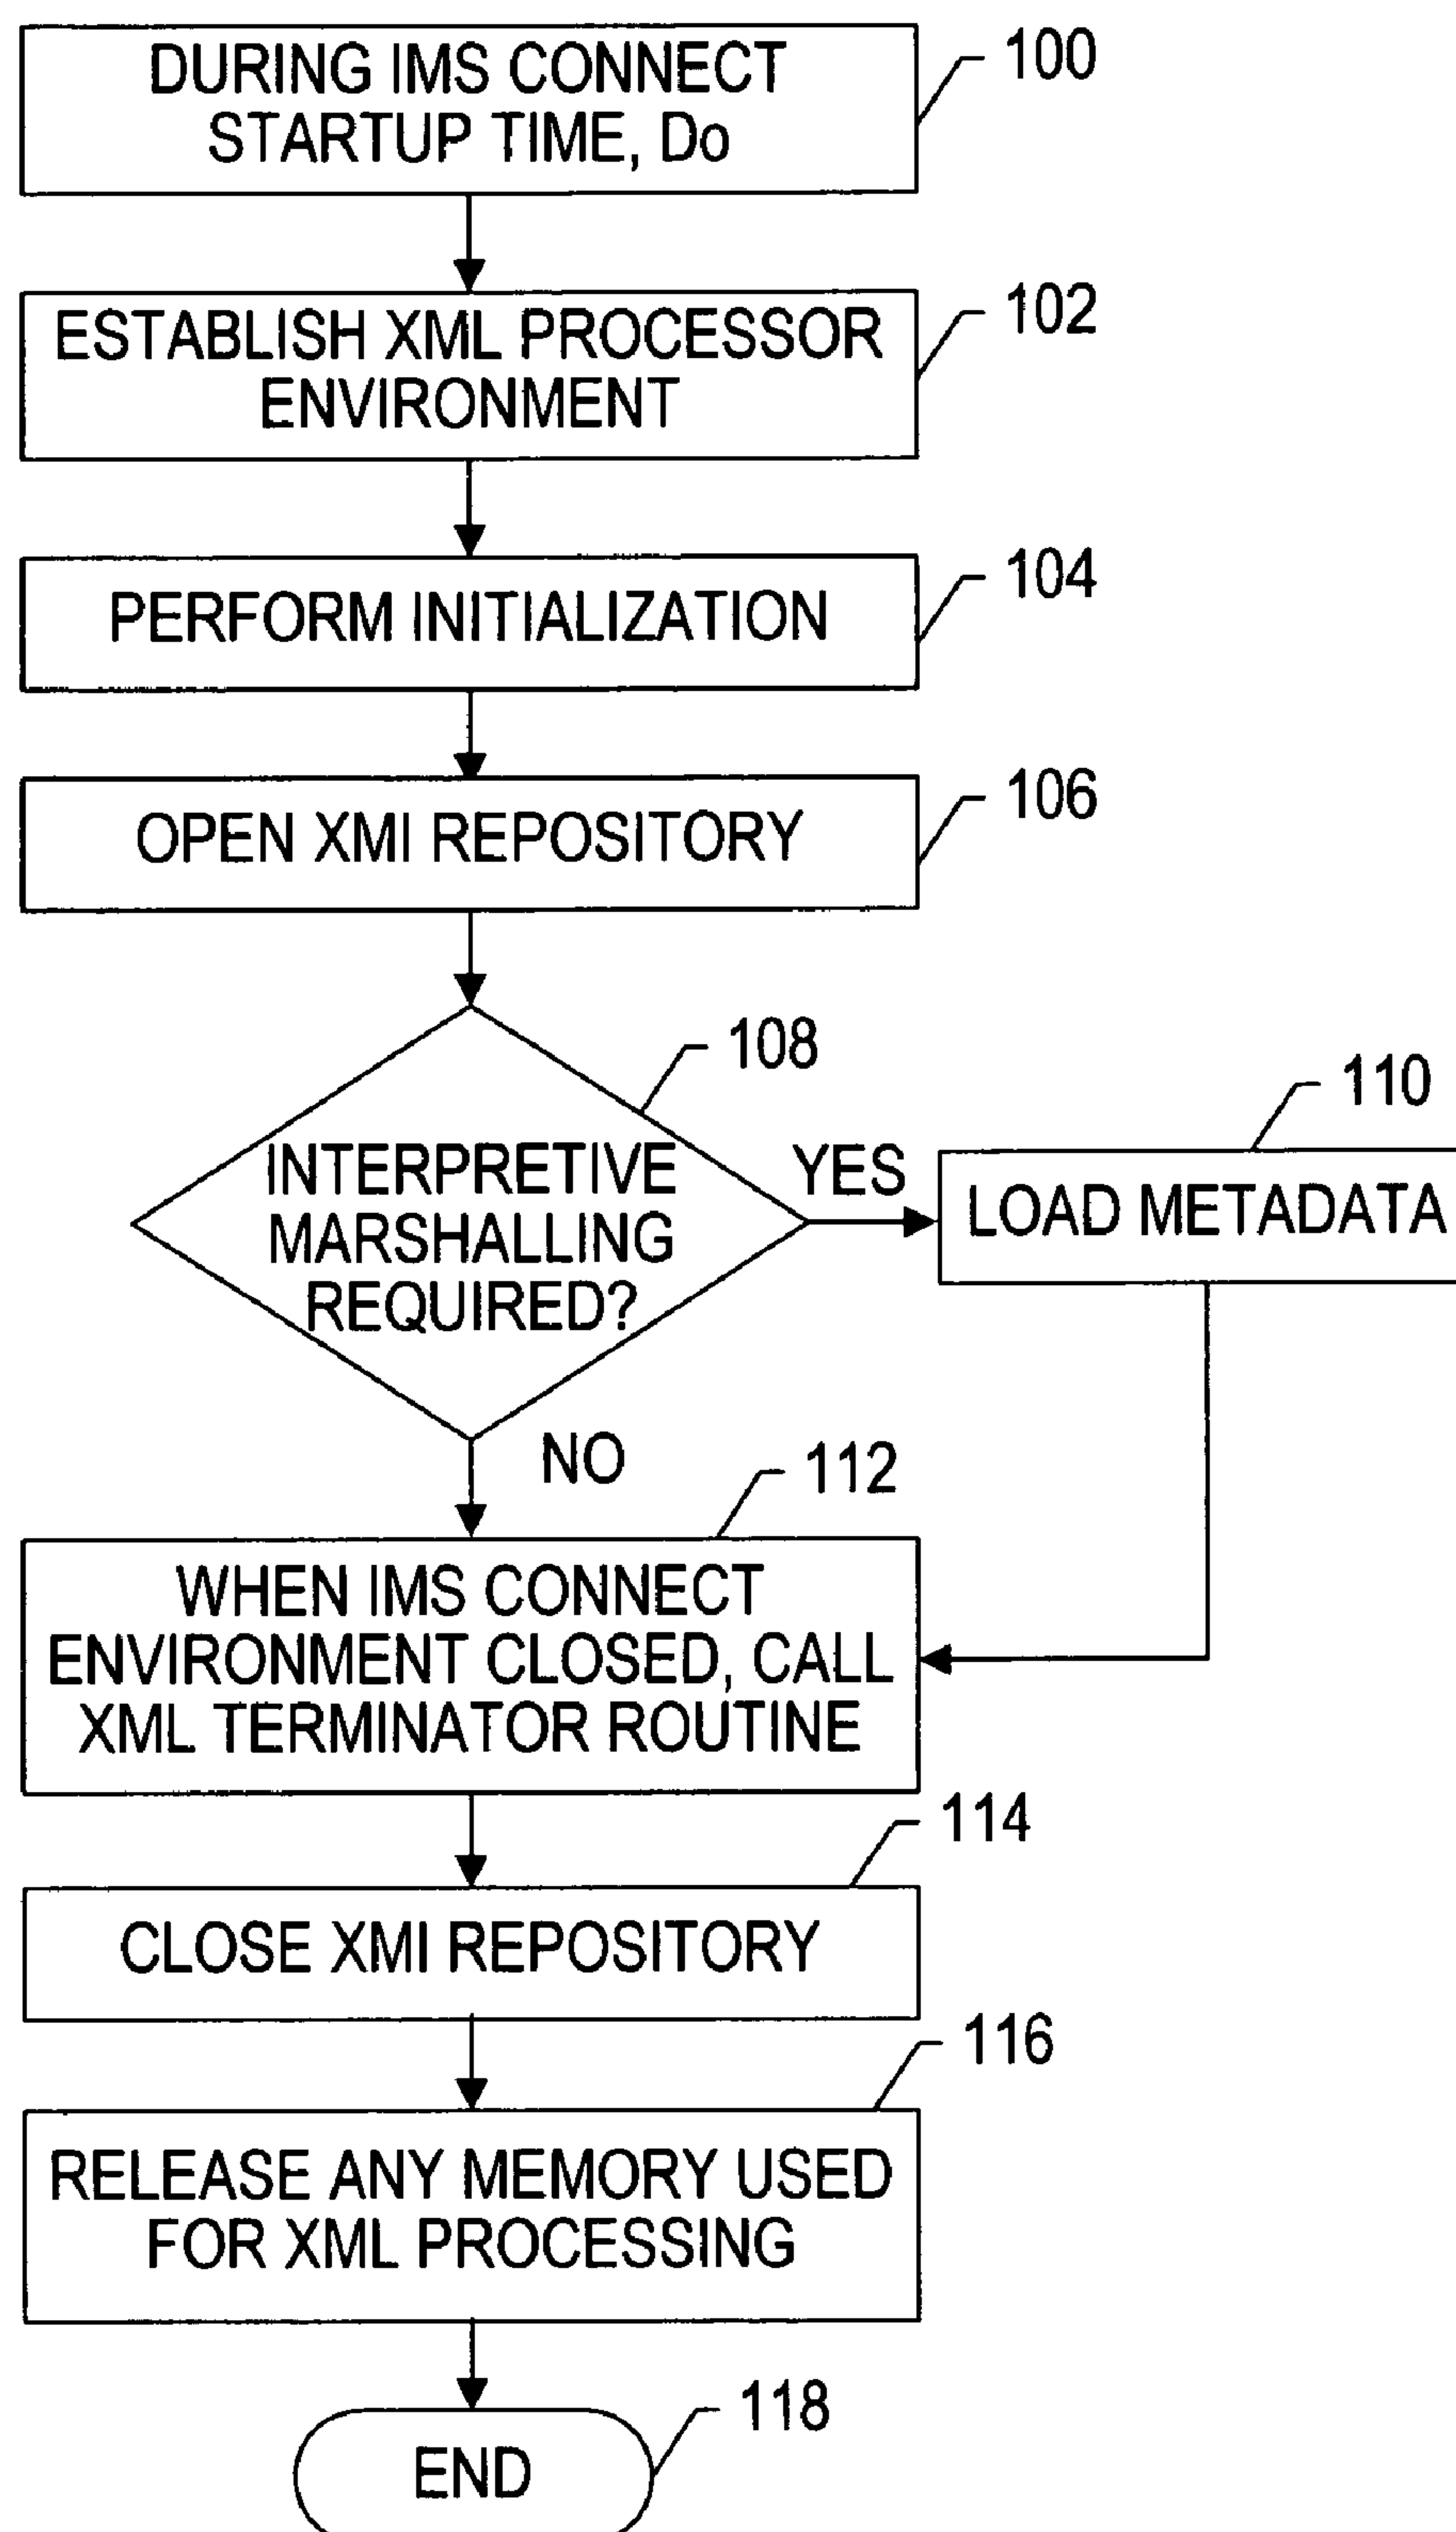 DURING IMS CONNECT
STARTUP TIME, Do
100
ESTABLISH XML PROCESSOR
ENVIRONMENT
102
PERFORM INITIALIZATION
104
OPEN XMI REPOSITORY
106
108
INTERPRETIVE
MARSHALLING
REQUIRED?
YES
110
LOAD METADATA
NO
112
WHEN IMS CONNECT
ENVIRONMENT CLOSED, CALL
XML TERMINATOR ROUTINE
114
CLOSE XMI REPOSITORY
116
RELEASE ANY MEMORY USED
FOR XML PROCESSING
118
END